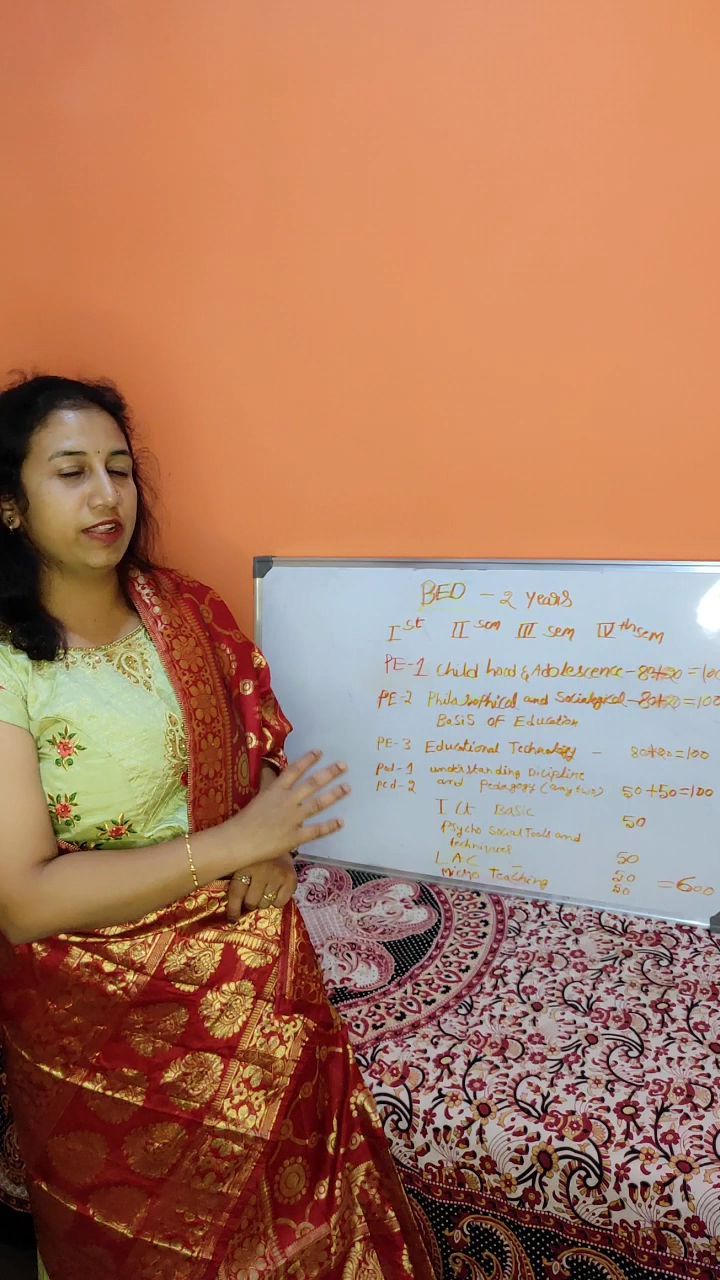 BED - 2 years
Ist II sem III sem IVth sem
PE-1 Child hood & Adolescence - 80+20 = 100
PE-2 Philosophical and Sociological - 80+20 = 100
Basis of Education
PE-3 Educational Technology - 80+20=100
Ped-1 understanding Dicipline
Ped-2 and Pedagogy (any two) 50+50=100
ICt Basic 50
Psycho Social Tools and
techniques 50
LAC - 50
Micro Teaching 50 =600